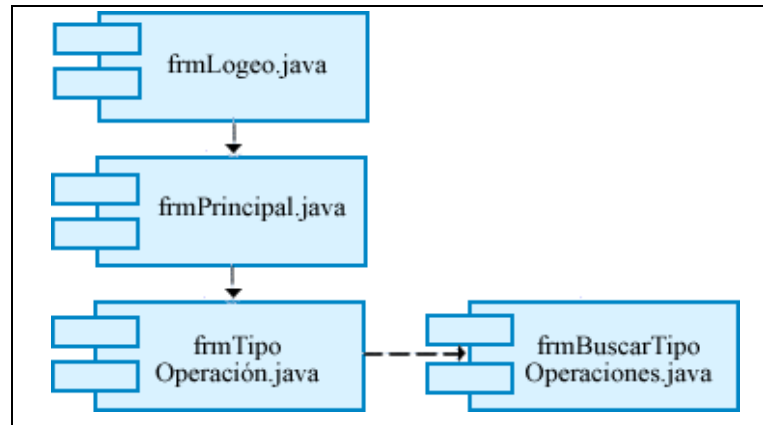 frmLogeo.java
frmPrincipal.java
frmTipo
Operación.java
frmBuscarTipo
Operaciones.java